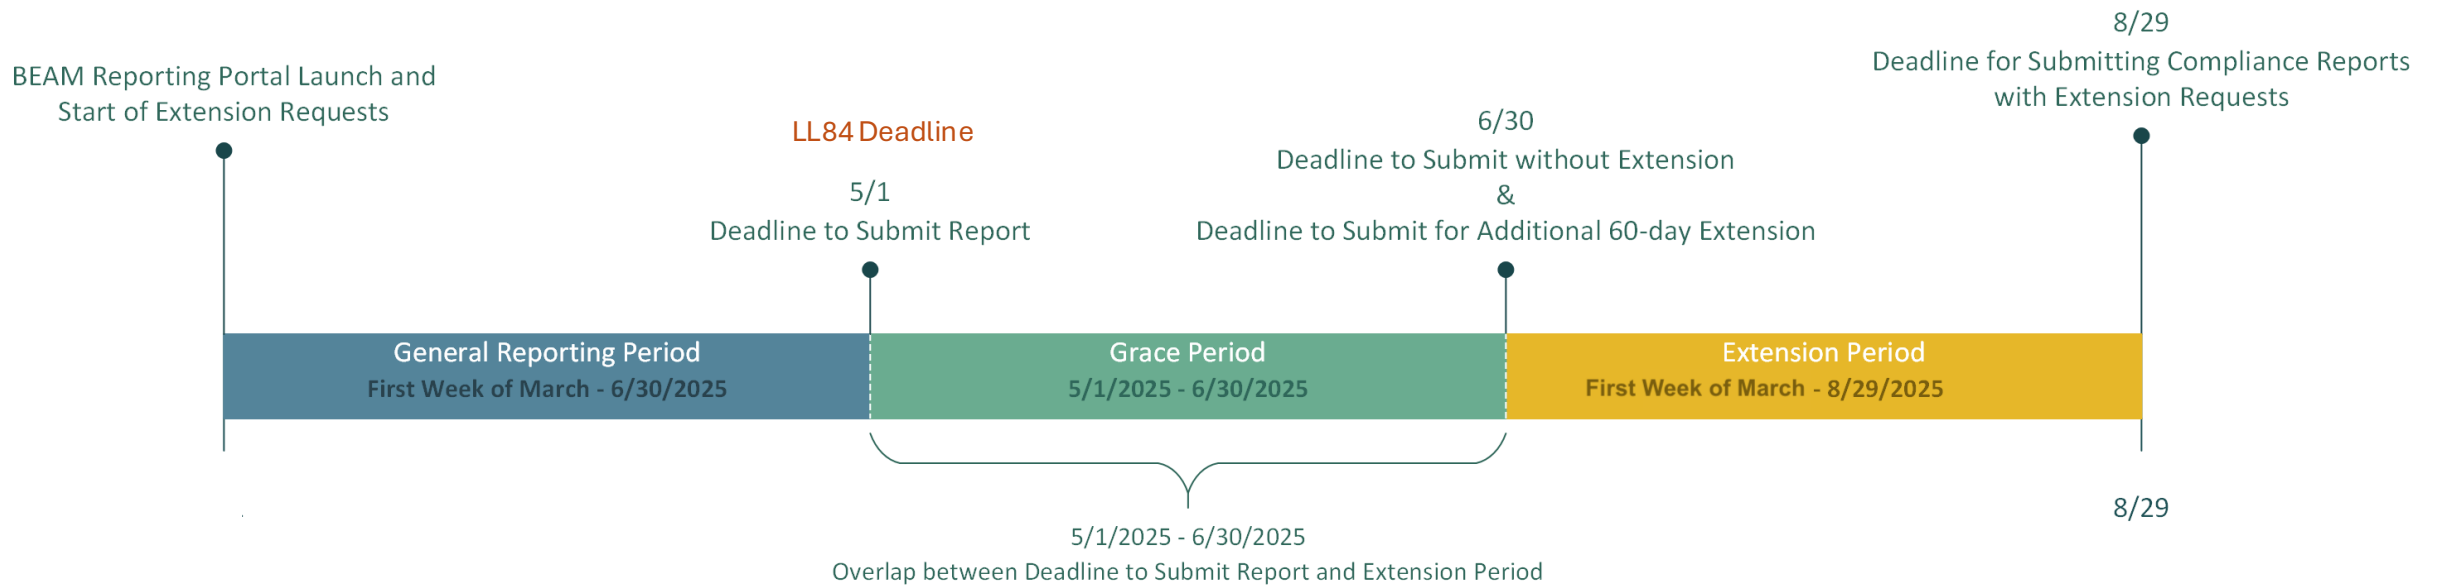 BEAM Reporting Portal Launch and
Start of Extension Requests
LL84 Deadline
5/1
Deadline to Submit Report
6/30
Deadline to Submit without Extension
&
Deadline to Submit for Additional 60-day Extension
8/29
Deadline for Submitting Compliance Reports
with Extension Requests
General Reporting Period
First Week of March - 6/30/2025
Grace Period
5/1/2025 - 6/30/2025
Extension Period
First Week of March - 8/29/2025
5/1/2025 - 6/30/2025
Overlap between Deadline to Submit Report and Extension Period
8/29